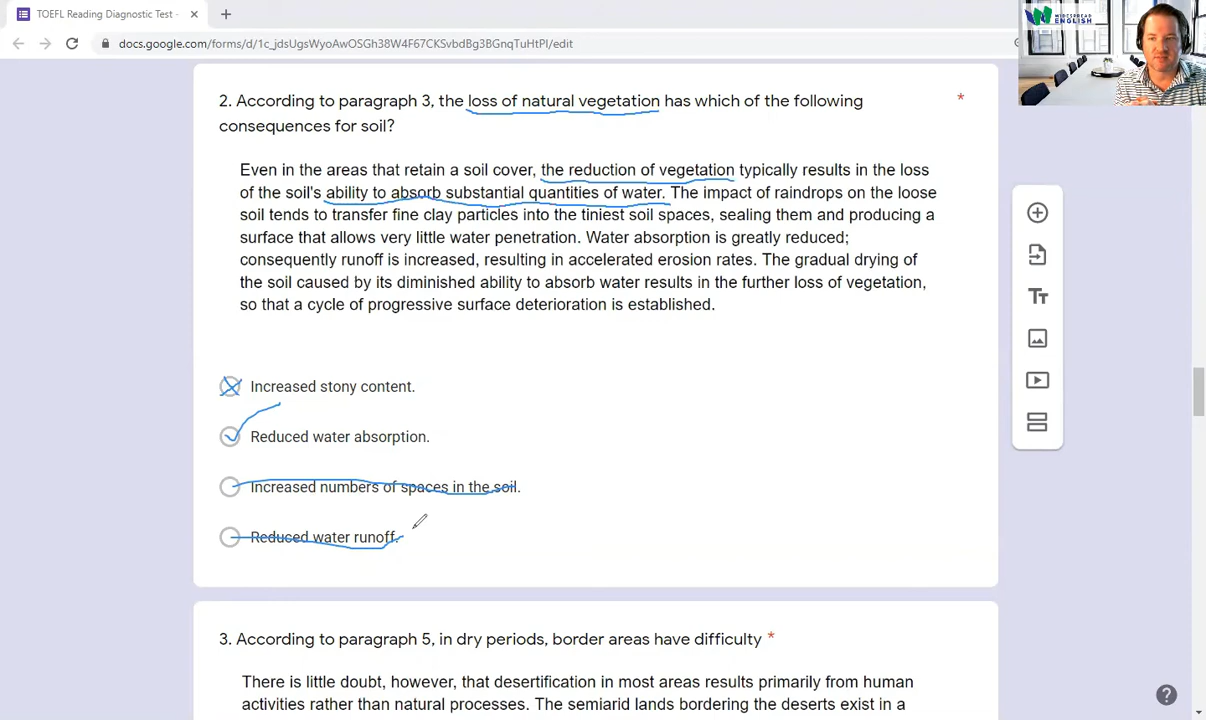 TOEFL Reading Diagnostic Test -
docs.google.com/forms/d/1c_jdsUgsWyoAwOSGh38W4F67CKSvbdBg3BGnqTuHtPI/edit
WIDESPREAD
ENGLISH
2. According to paragraph 3, the loss of natural vegetation has which of the following
consequences for soil?
*
Even in the areas that retain a soil cover, the reduction of vegetation typically results in the loss
of the soil's ability to absorb substantial quantities of water. The impact of raindrops on the loose
soil tends to transfer fine clay particles into the tiniest soil spaces, sealing them and producing a
surface that allows very little water penetration. Water absorption is greatly reduced;
consequently runoff is increased, resulting in accelerated erosion rates. The gradual drying of
the soil caused by its diminished ability to absorb water results in the further loss of vegetation,
so that a cycle of progressive surface deterioration is established.
Increased stony content.
Reduced water absorption.
Increased numbers of spaces in the soil.
Reduced water runoff.
3. According to paragraph 5, in dry periods, border areas have difficulty *
There is little doubt, however, that desertification in most areas results primarily from human
activities rather than natural processes. The semiarid lands bordering the deserts exist in a